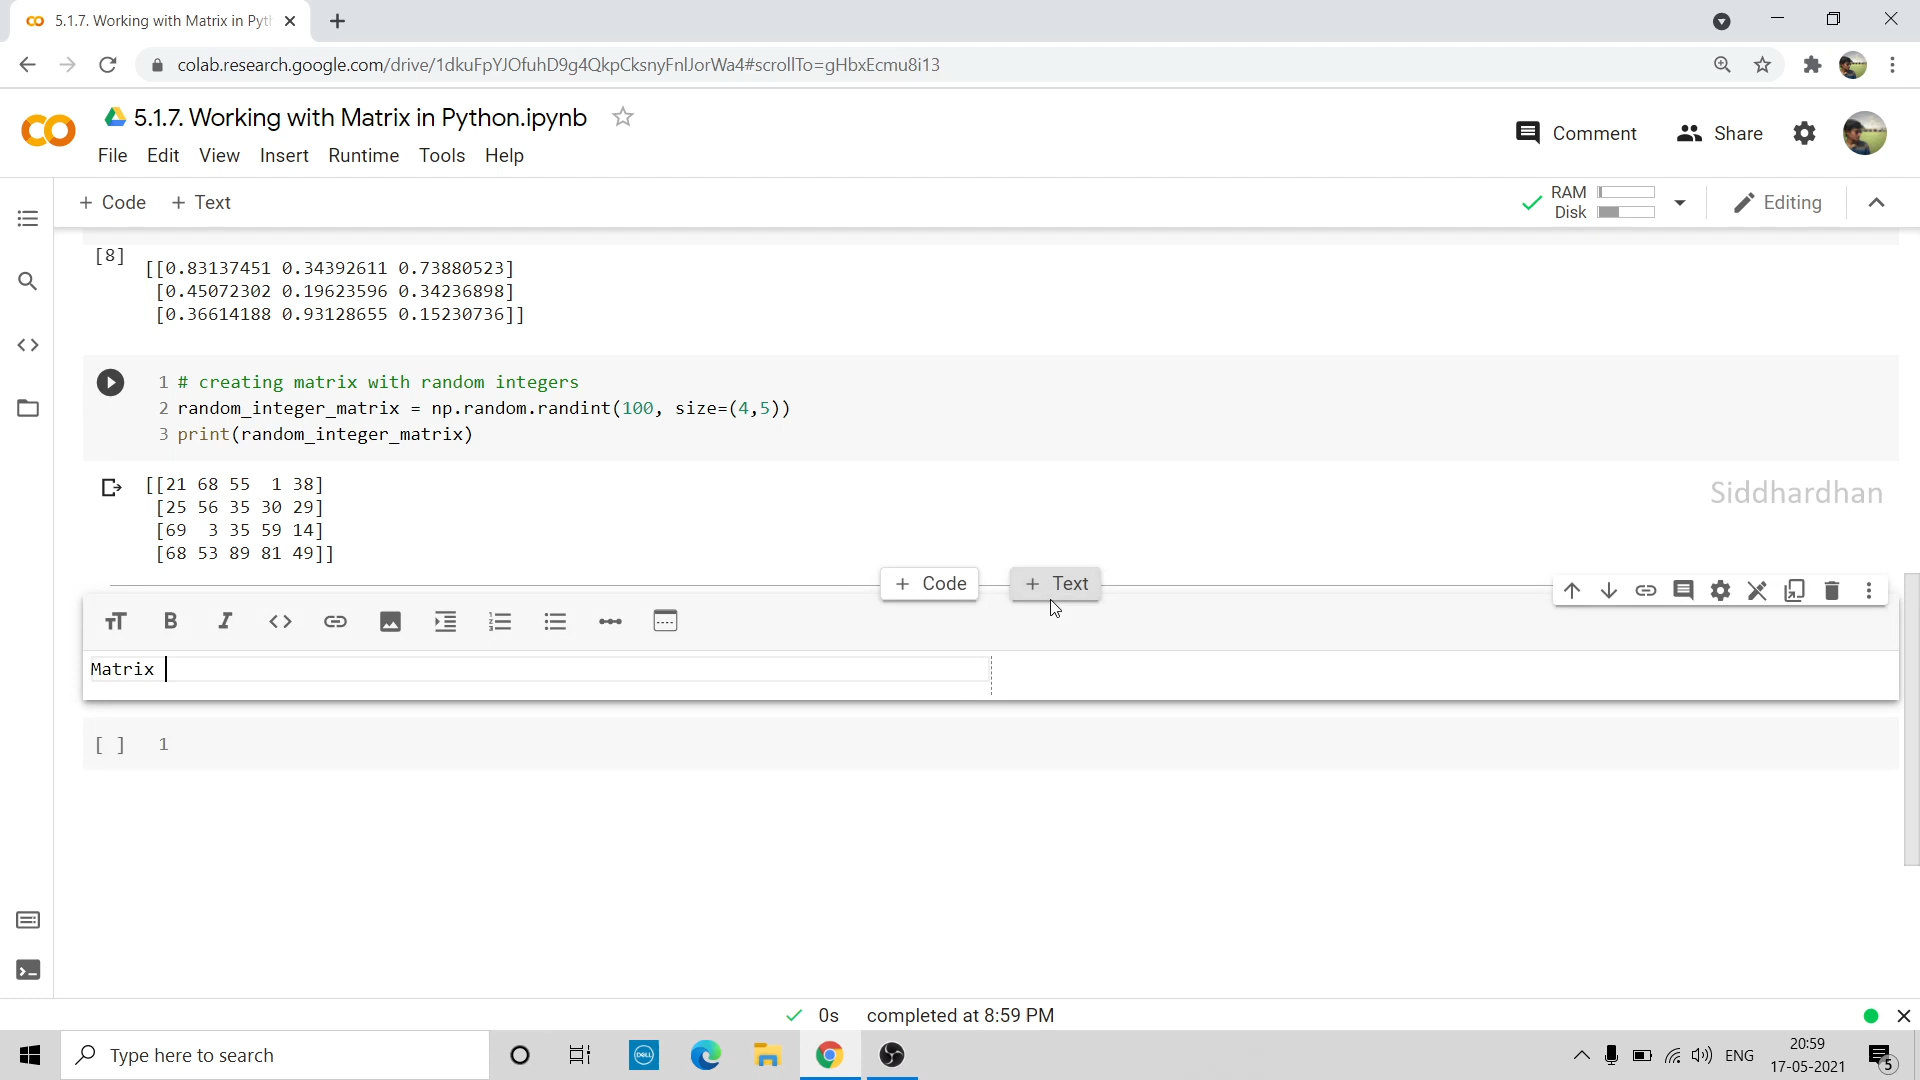 5.1.7. Working with Matrix in Pyth
colab.research.google.com/drive/1dkuFpYJOfuhD9g4QkpCksnyFnlJorWa4#scrollTo=gHbxEcmu8i13
5.1.7. Working with Matrix in Python.ipynb
Comment
Share
File Edit View Insert Runtime Tools Help
+ Code + Text
RAM
Disk
Editing
[8]
[[0.83137451 0.34392611 0.73880523]
[0.45072302 0.19623596 0.34236898]
[0.36614188 0.93128655 0.15230736]]
1 # creating matrix with random integers
2 random_integer_matrix = np.random.randint(100, size=(4,5))
3 print(random_integer_matrix)
[[21 68 55  1 38]
[25 56 35 30 29]
[69  3 35 59 14]
[68 53 89 81 49]]
Siddhardhan
+ Code + Text
Matrix
[ ] 1
0s completed at 8:59 PM
Type here to search
DELL
ENG
20:59
17-05-2021
5